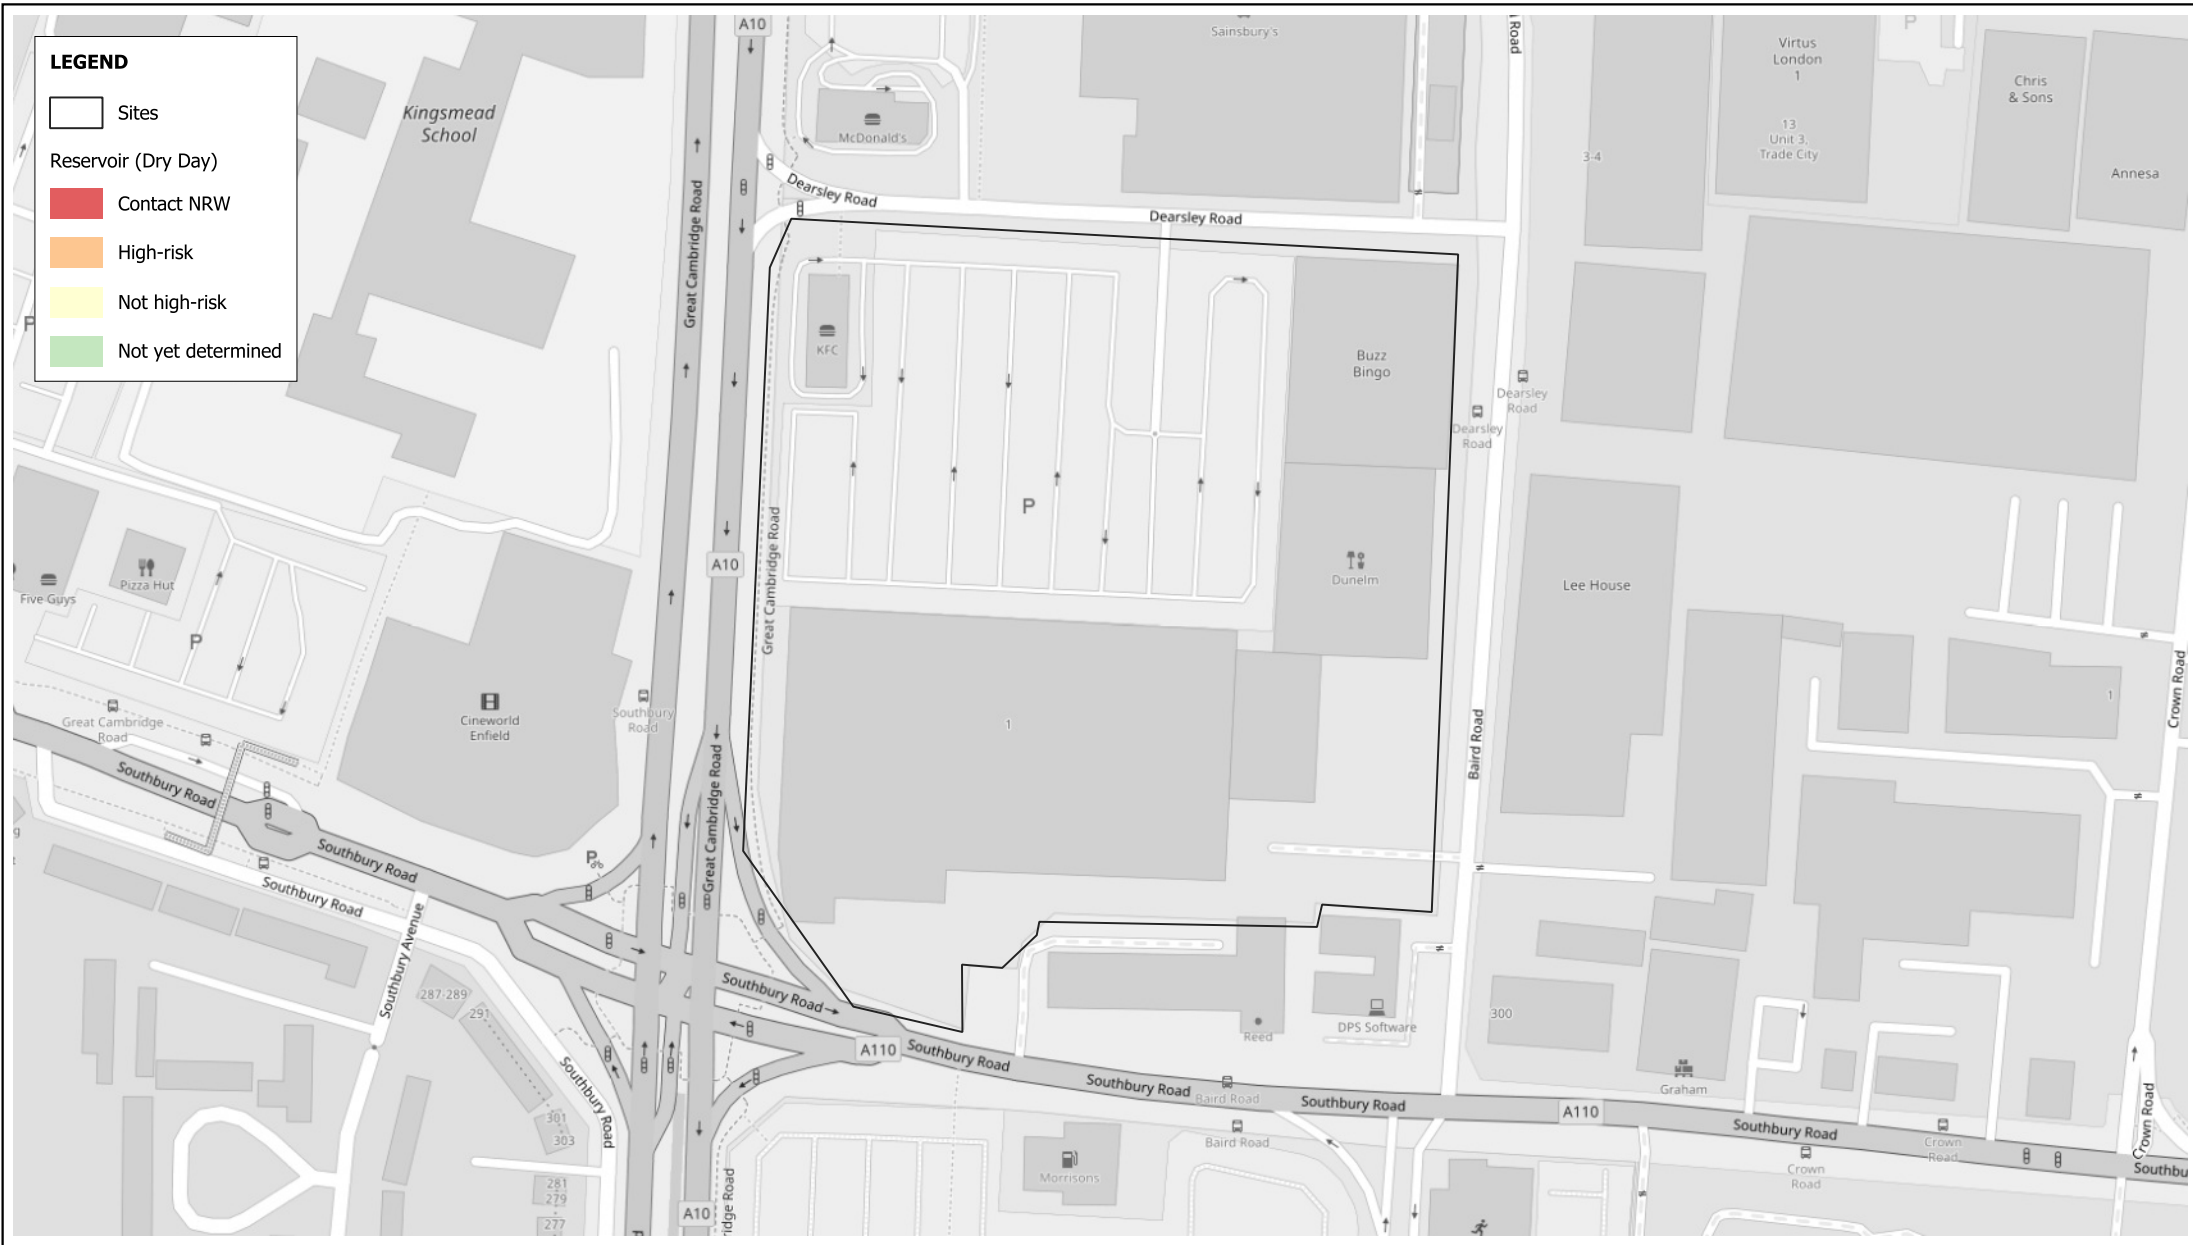 LEGEND
Sites
Reservoir (Dry Day)
Contact NRW
High-risk
Not high-risk
Not yet determined
A10
Sainsbury's
Road
P
Virtus
London
1
13
Unit 3,
Trade City
Chris
& Sons
Annesa
3-4
Kingsmead
School
McDonald's
Dearsley Road
Dearsley Road
Great Cambridge Road
P
KFC
Buzz
Bingo
Dearsley
Road
Dearsley
Road
P
A10
Great Cambridge Road
Dunelm
Lee House
Five Guys
Pizza Hut
P
Great Cambridge
Road
Cineworld
Enfield
Southbury
Road
1
1
Crown Road
Baird Road
Great Cambridge Road
Southbury Road
Southbury Road
Southbury Road
P
Southbury Avenue
Southbury Road
287-289
291
300
Reed
DPS Software
A110
Southbury Road
Southbury Road
Baird Road
Southbury Road
A110
Graham
Southbury Road
Southbury Road
Baird Road
Crown
Road
Crown
Road
Crown Road
Southbu
301
303
Morrisons
281
279
277
A10
ridge Road